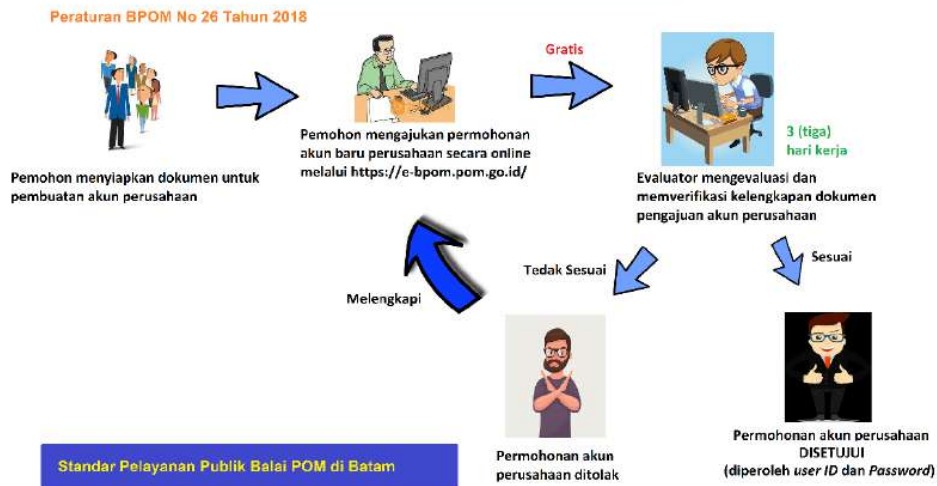 Peraturan BPOM No 26 Tahun 2018
Gratis
Pemohon menyiapkan dokumen untuk
pembuatan akun perusahaan
Pemohon mengajukan permohonan
akun baru perusahaan secara online
melalui https://e-bpom.pom.go.id/
3 (tiga)
hari kerja
Evaluator mengevaluasi dan
memverifikasi kelengkapan dokumen
pengajuan akun perusahaan
Tedak Sesuai
Sesuai
Melengkapi
Permohonan akun
perusahaan ditolak
Permohonan akun perusahaan
DISETUJUI
(diperoleh user ID dan Password)
Standar Pelayanan Publik Balai POM di Batam